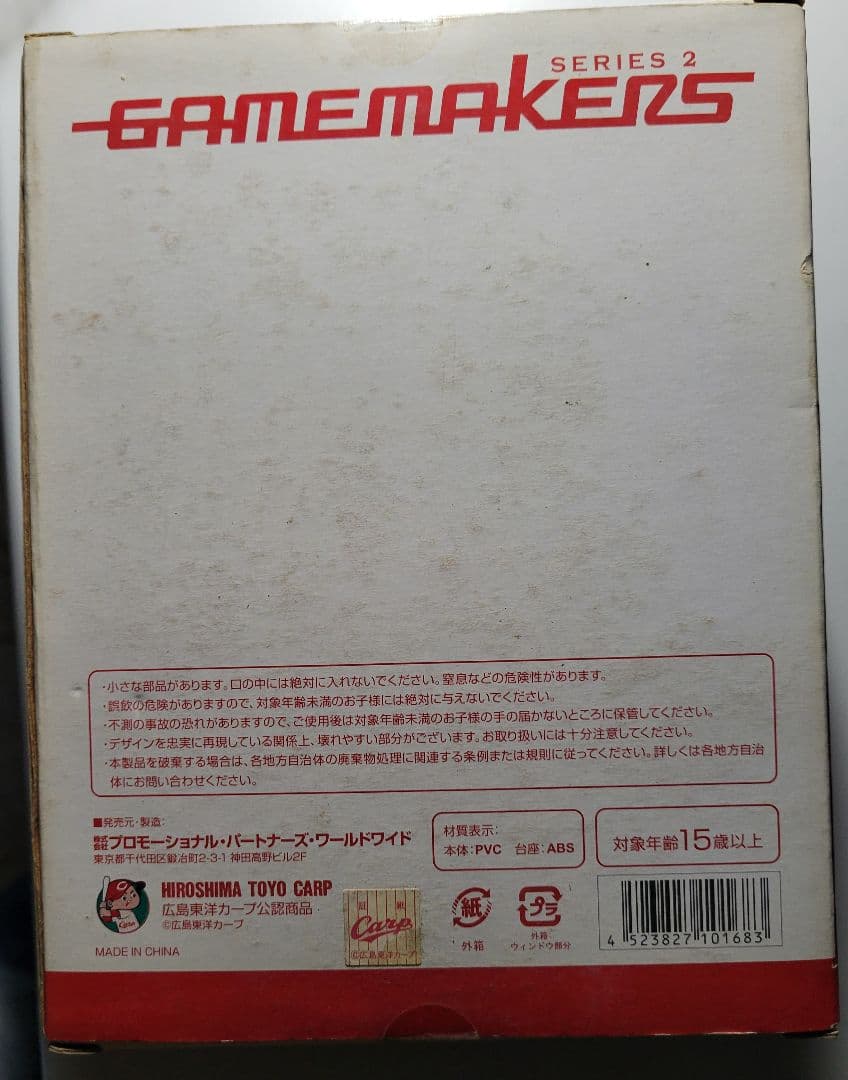 SERIES 2
GAMEMAKERS
・小さな部品があります。口の中には絶対に入れないでください。窒息などの危険性があります。
・誤飲の危険がありますので、対象年齢未満のお子様には絶対に与えないでください。
・不測の事故の恐れがありますので、ご使用後は対象年齢未満のお子様の手の届かないところに保管してください。
・デザインを忠実に再現している関係上、壊れやすい部分がございます。お取り扱いには十分注意してください。
・本製品を破棄する場合は、各地方自治体の廃棄物処理に関連する条例または規則に従ってください。詳しくは各地方自治
体にお問い合わせください。
■発売元・製造:
株式会社プロモーショナル・パートナーズ・ワールドワイド
東京都千代田区鍛冶町2-3-1 神田高野ビル2F
材質表示:
本体:PVC 台座:ABS
対象年齢15歳以上
HIROSHIMA TOYO CARP
広島東洋カープ公認商品
©広島東洋カープ
Carp
MADE IN CHINA
証 紙
Carp
©広島東洋カープ
紙
外箱
プラ
外箱:
ウィンドウ部分
4 523827 101683